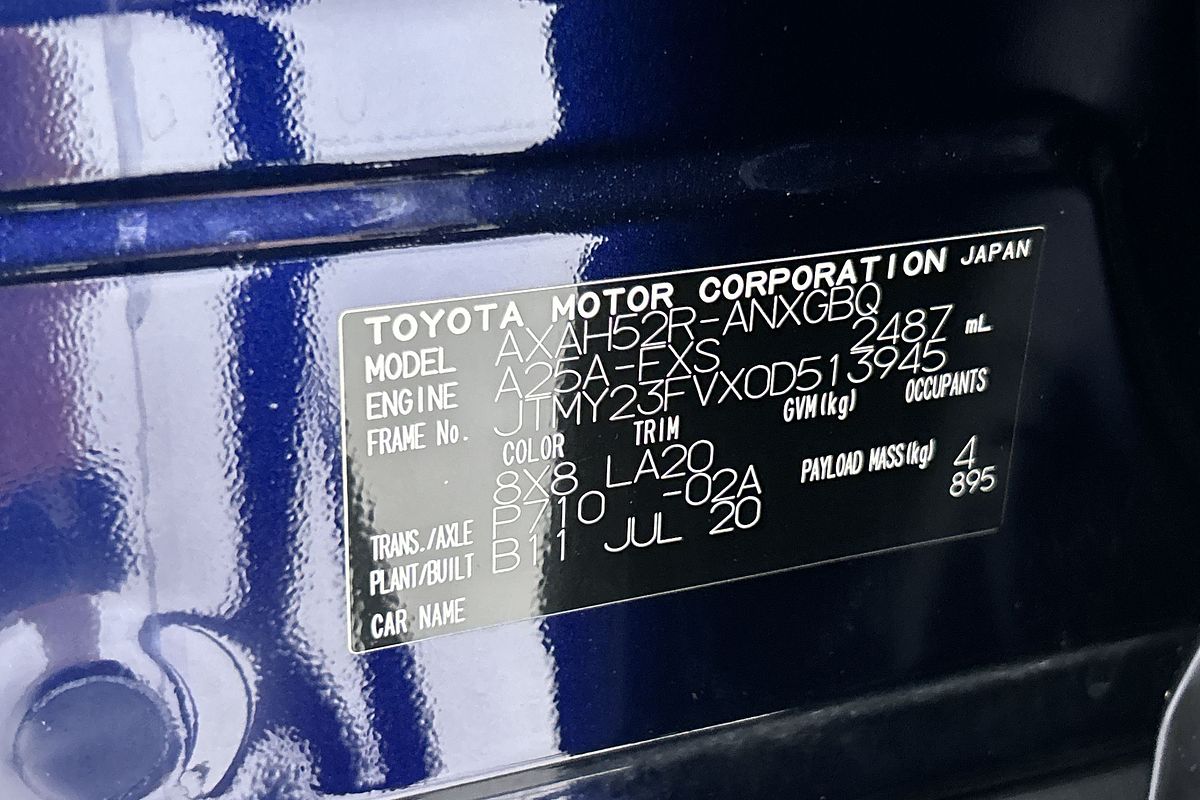 TOYOTA MOTOR CORPORATION JAPAN
MODEL AXAH52R-ANXGBQ
ENGINE A25A-FXS 2487 mL
FRAME No. JTMY23FVX0D513945
COLOR TRIM GVM(kg) OCCUPANTS
8X8 LA20 4
TRANS./AXLE P710 -02A PAYLOAD MASS(kg) 895
PLANT/BUILT B11 JUL 20
CAR NAME